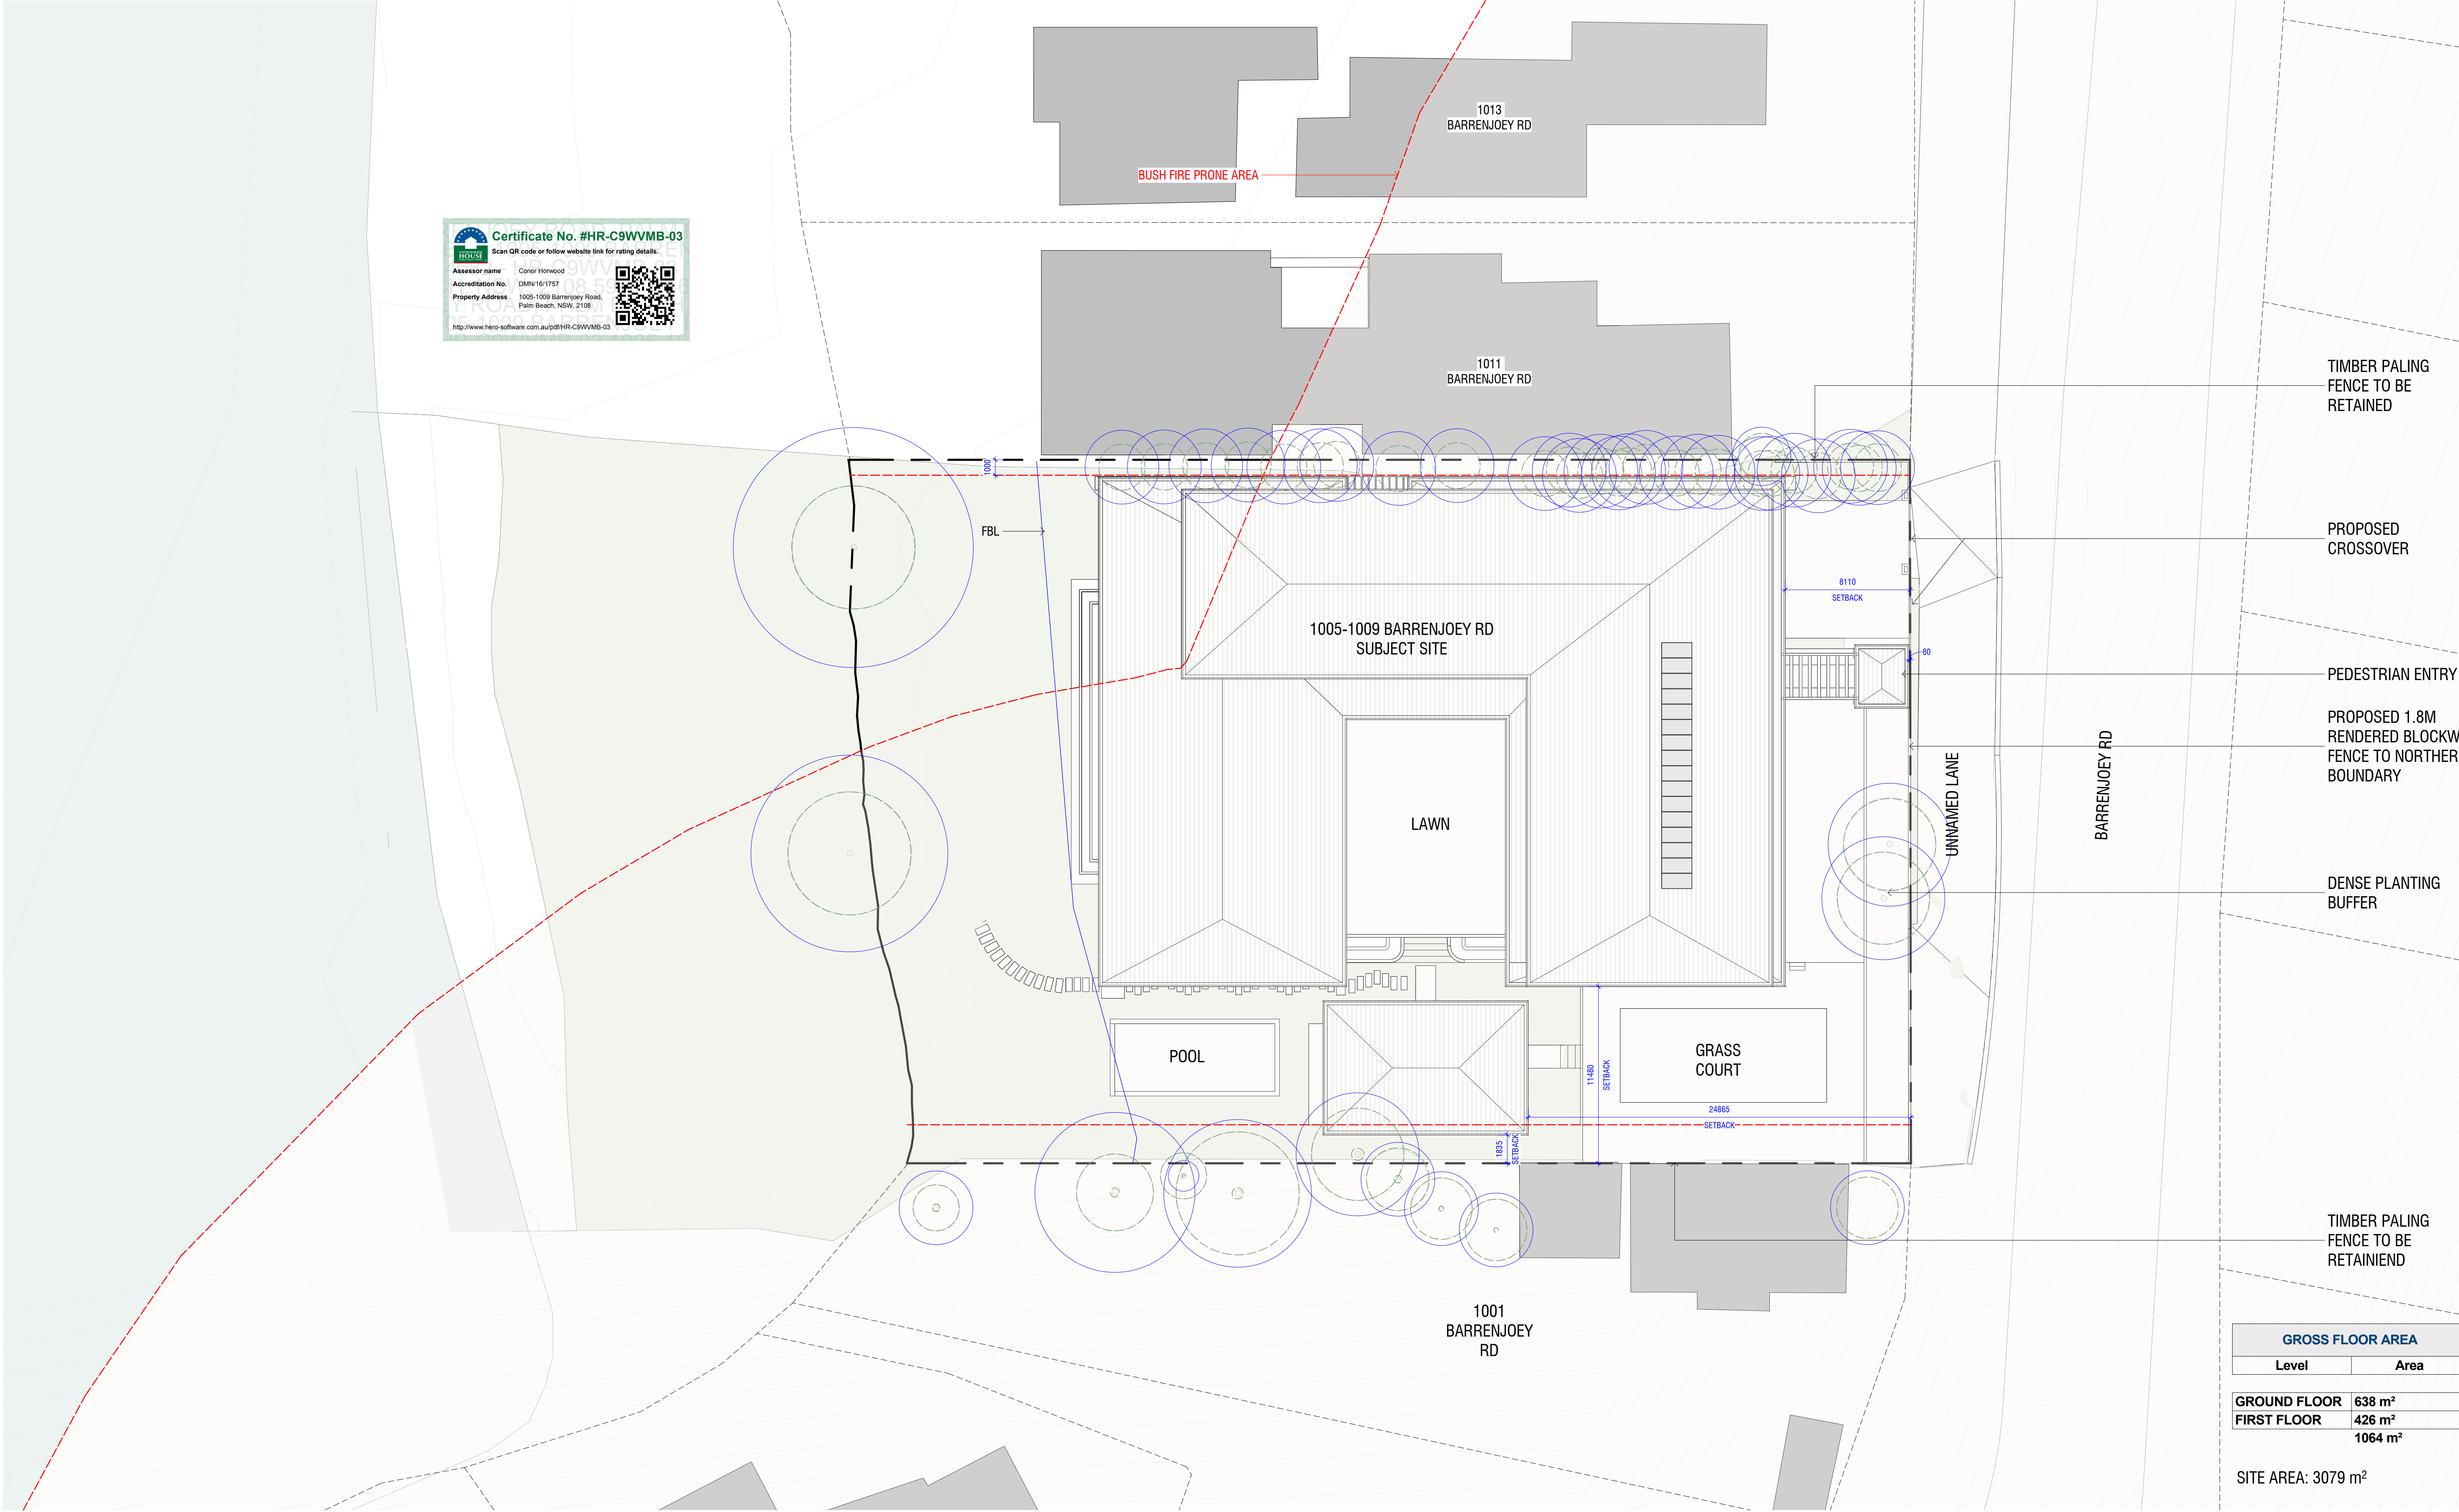 1013
BARRENJOEY RD
BUSH FIRE PRONE AREA
Certificate No. #HR-C9WVMB-03
Scan QR code or follow website link for rating details.
HOUSE
Assessor name Conor Horwood
Accreditation No. DMN/16/1757
Property Address 1005-1009 Barrenjoey Road,
Palm Beach, NSW, 2108
http://www.hero-software.com.au/pdf/HR-C9WVMB-03
1011
BARRENJOEY RD
TIMBER PALING
FENCE TO BE
RETAINED
1000
FBL
PROPOSED
CROSSOVER
8110
SETBACK
1005-1009 BARRENJOEY RD
SUBJECT SITE
80
PEDESTRIAN ENTRY
PROPOSED 1.8M
RENDERED BLOCKW
FENCE TO NORTHER
BOUNDARY
UNNAMED LANE
BARRENJOEY RD
LAWN
DENSE PLANTING
BUFFER
POOL
GRASS
COURT
11480
SETBACK
24865
SETBACK
1835
SETBACK
TIMBER PALING
FENCE TO BE
RETAINIEND
1001
BARRENJOEY
RD
GROSS FLOOR AREA
Level Area
GROUND FLOOR 638 m²
FIRST FLOOR 426 m²
1064 m²
SITE AREA: 3079 m²